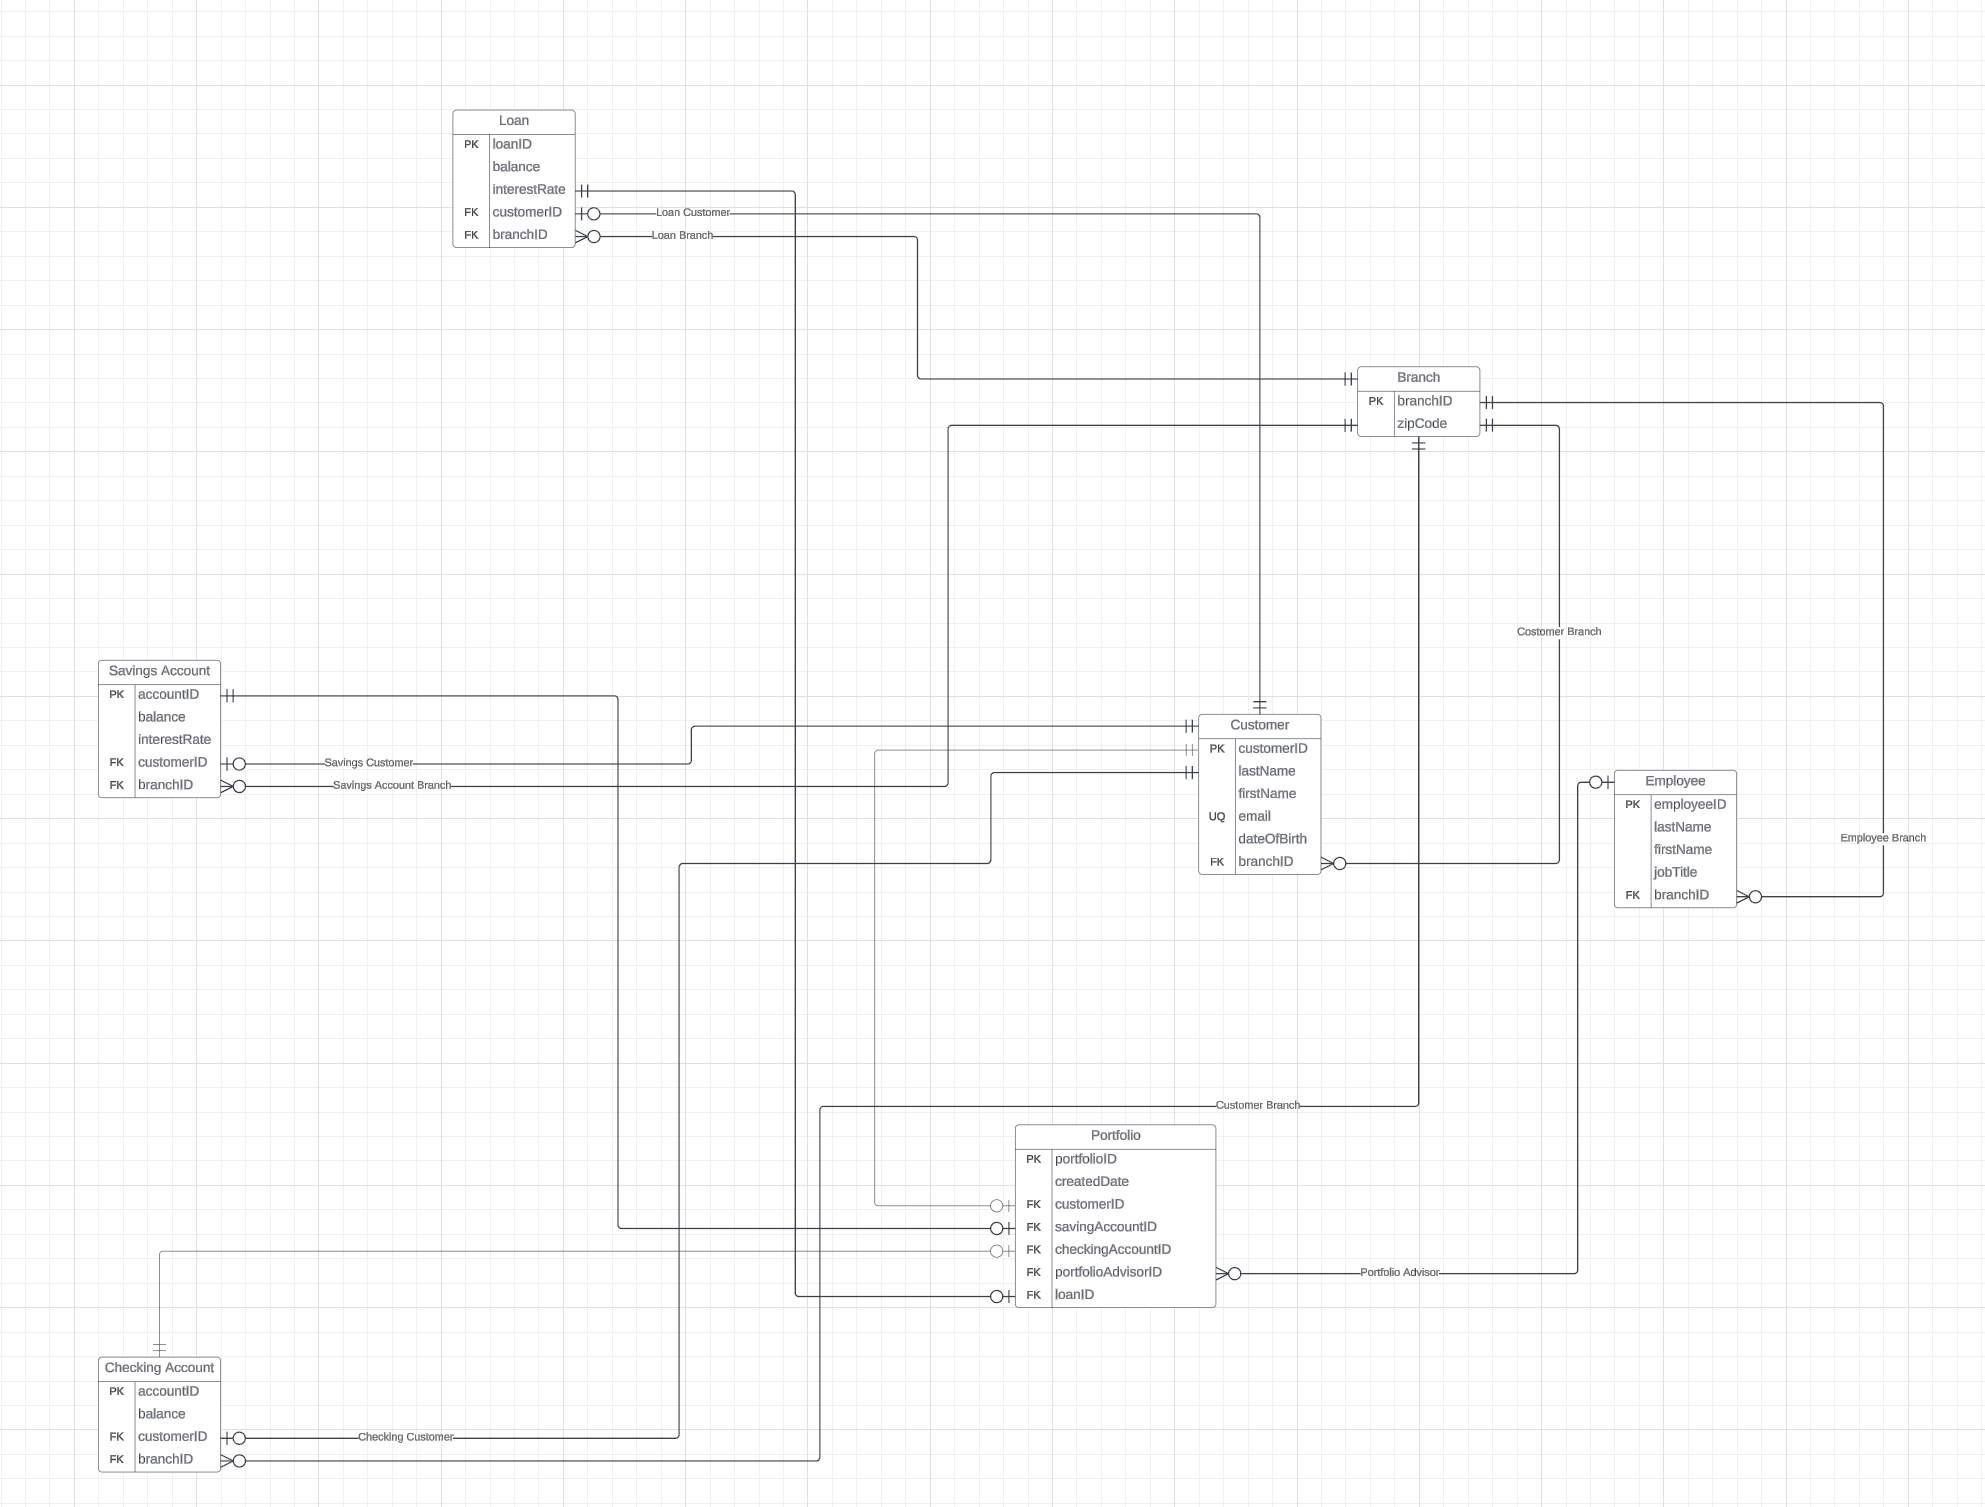 Loan
PK loanID
balance
interestRate
FK customerID
FK branchID
Loan Customer
Loan Branch
Branch
PK branchID
zipCode
Costomer Branch
Savings Account
PK accountID
balance
interestRate
FK customerID
FK branchID
Savings Customer
Savings Account Branch
Customer
PK customerID
lastName
firstName
UQ email
dateOfBirth
FK branchID
Employee
PK employeeID
lastName
firstName
jobTitle
FK branchID
Employee Branch
Customer Branch
Portfolio
PK portfolioID
createdDate
FK customerID
FK savingAccountID
FK checkingAccountID
FK portfolioAdvisorID
FK loanID
Portfolio Advisor
Checking Account
PK accountID
balance
FK customerID
FK branchID
Checking Customer